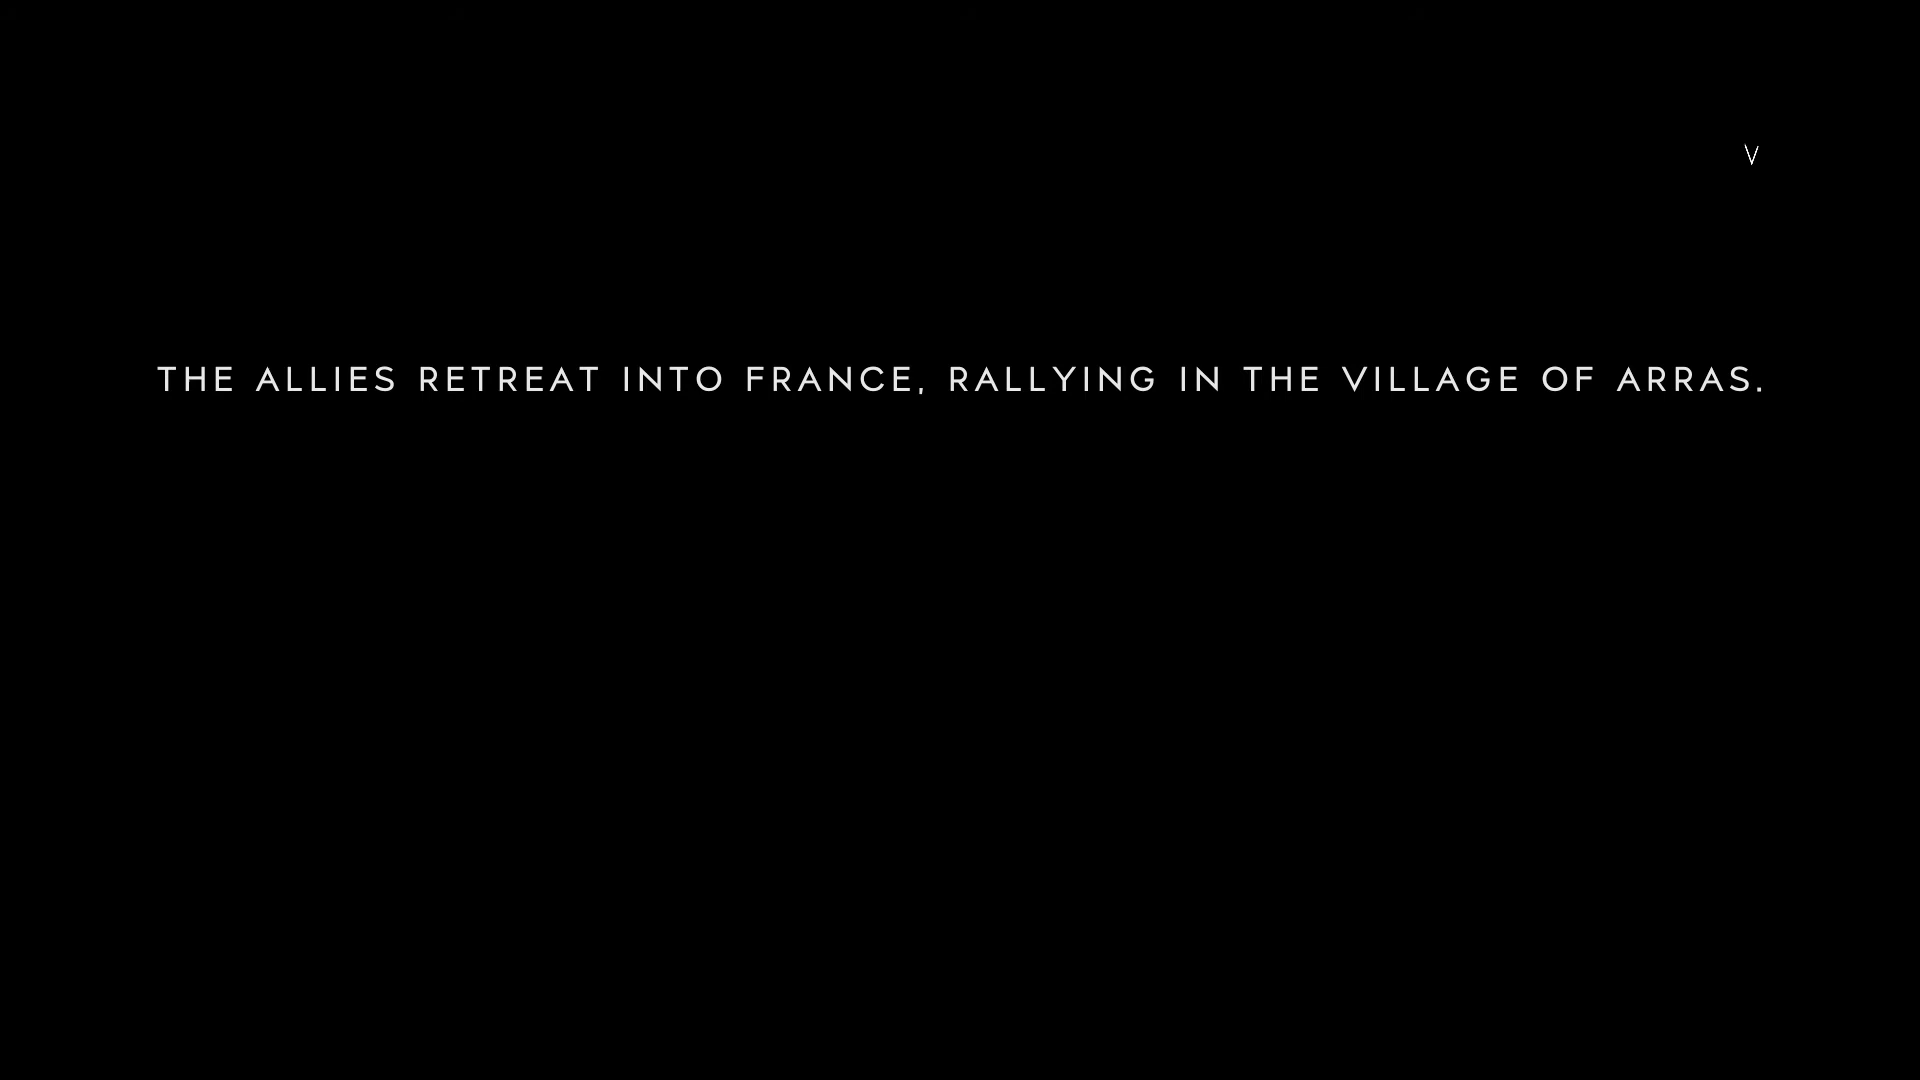 V
THE ALLIES RETREAT INTO FRANCE, RALLYING IN THE VILLAGE OF ARRAS.